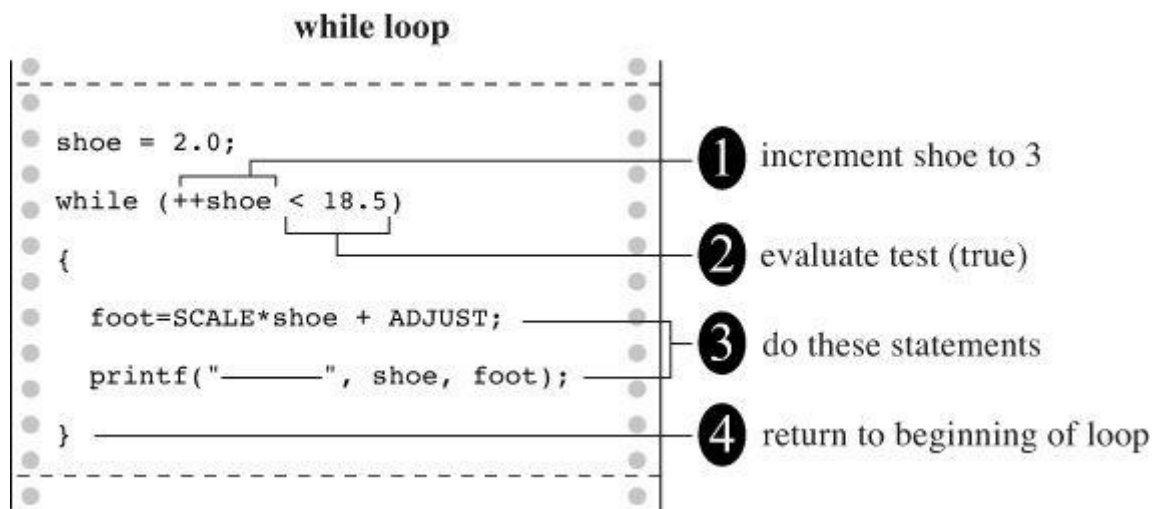 while loop
shoe = 2.0;
while (++shoe < 18.5)
{
foot=SCALE*shoe + ADJUST;
printf("———", shoe, foot);
}
1 increment shoe to 3
2 evaluate test (true)
3 do these statements
4 return to beginning of loop